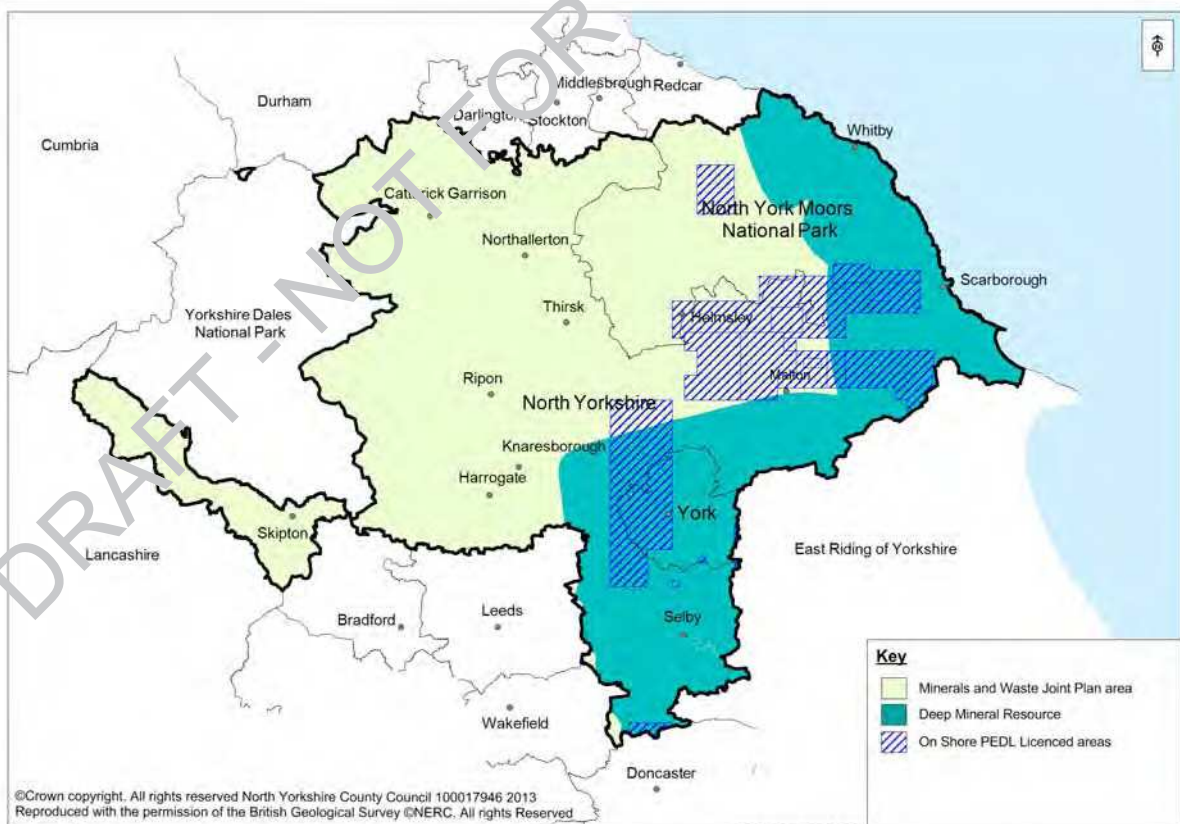 DRAFT - NOT FOR
Durham
Cumbria
Middlesbrough
Redcar
Darlington
Stockton
Whitby
Catterick Garrison
North York Moors
National Park
Northallerton
Scarborough
Yorkshire Dales
National Park
Thirsk
Helmsley
Ripon
Malton
North Yorkshire
Knaresborough
Harrogate
York
Skipton
Lancashire
East Riding of Yorkshire
Bradford
Leeds
Selby
Wakefield
Doncaster
Key
Minerals and Waste Joint Plan area
Deep Mineral Resource
On Shore PEDL Licenced areas
©Crown copyright. All rights reserved North Yorkshire County Council 100017946 2013
Reproduced with the permission of the British Geological Survey ©NERC. All rights Reserved